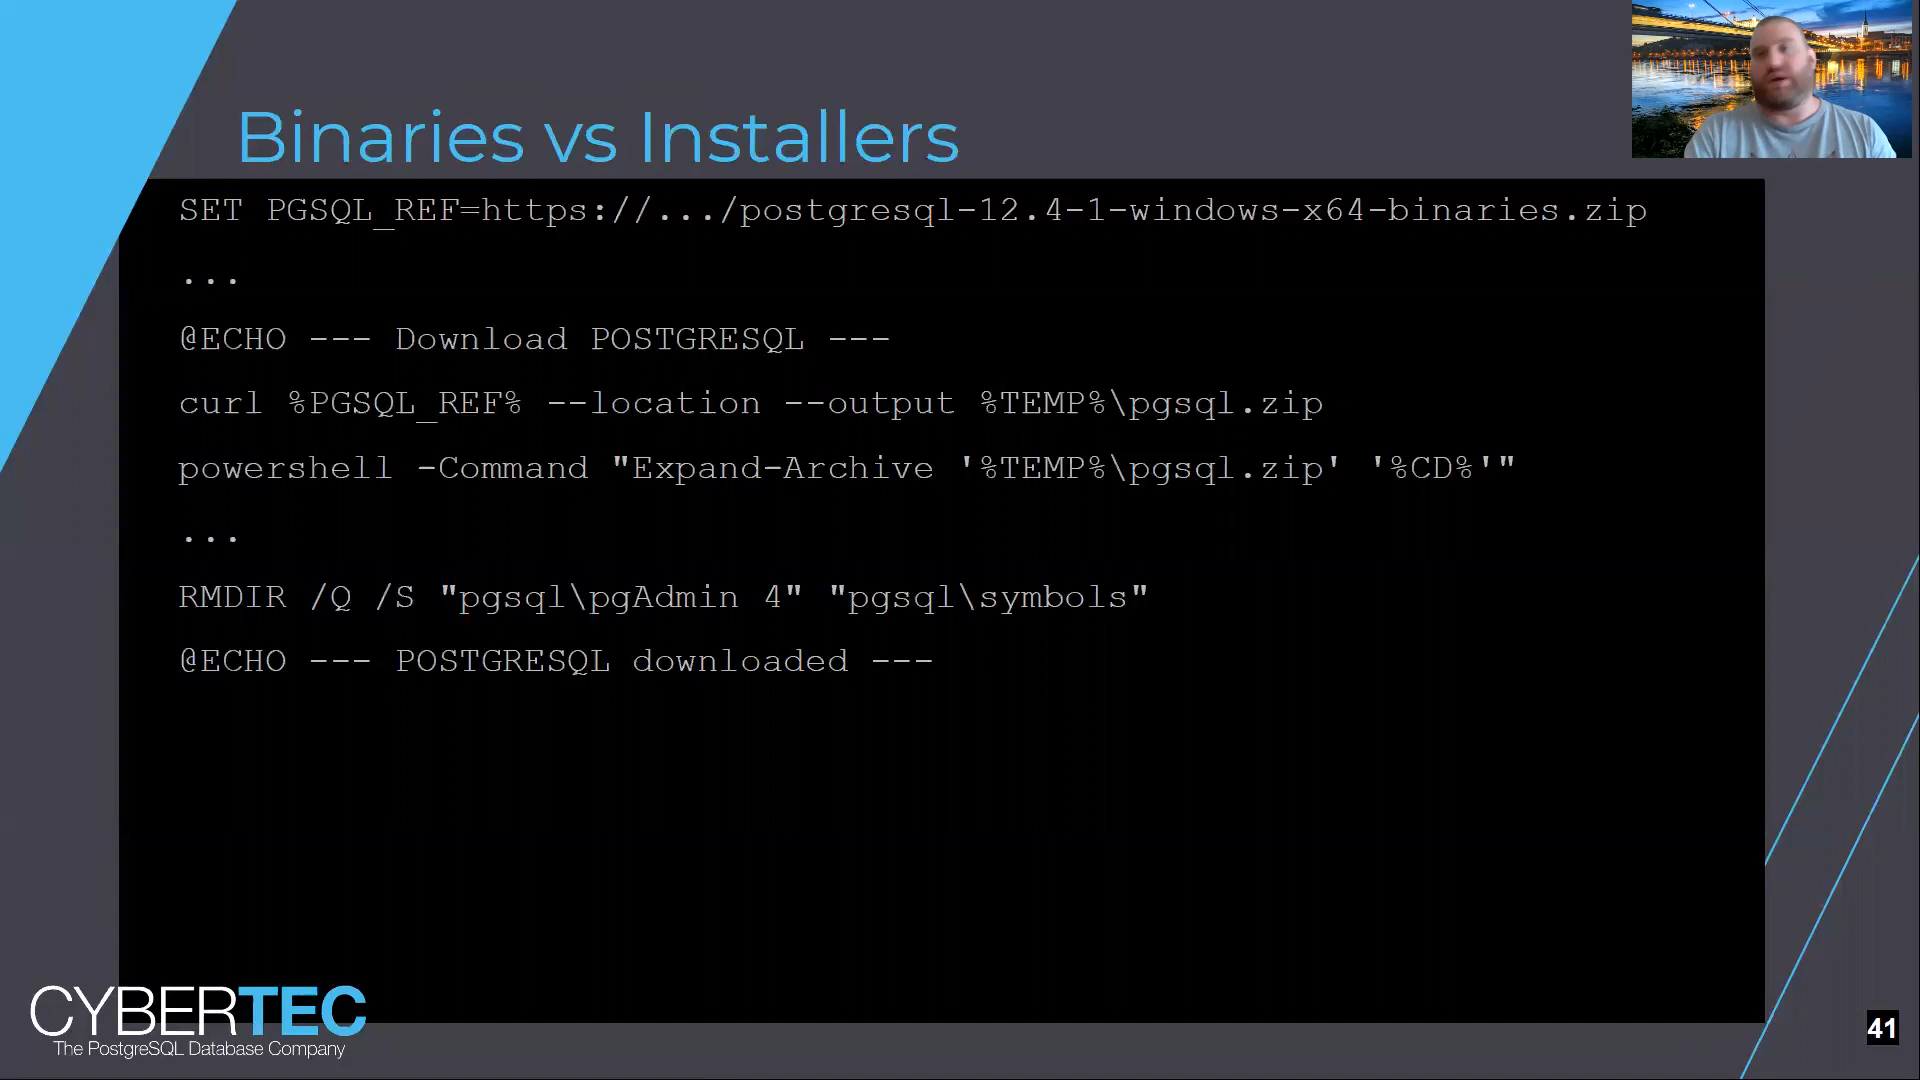 Binaries vs Installers
SET PGSQL_REF=https://.../postgresql-12.4-1-windows-x64-binaries.zip
...
@ECHO --- Download POSTGRESQL ---
curl %PGSQL_REF% --location --output %TEMP%\pgsql.zip
powershell -Command "Expand-Archive '%TEMP%\pgsql.zip' '%CD%'"
...
RMDIR /Q /S "pgsql\pgAdmin 4" "pgsql\symbols"
@ECHO --- POSTGRESQL downloaded ---
CYBERTEC
The PostgreSQL Database Company
41